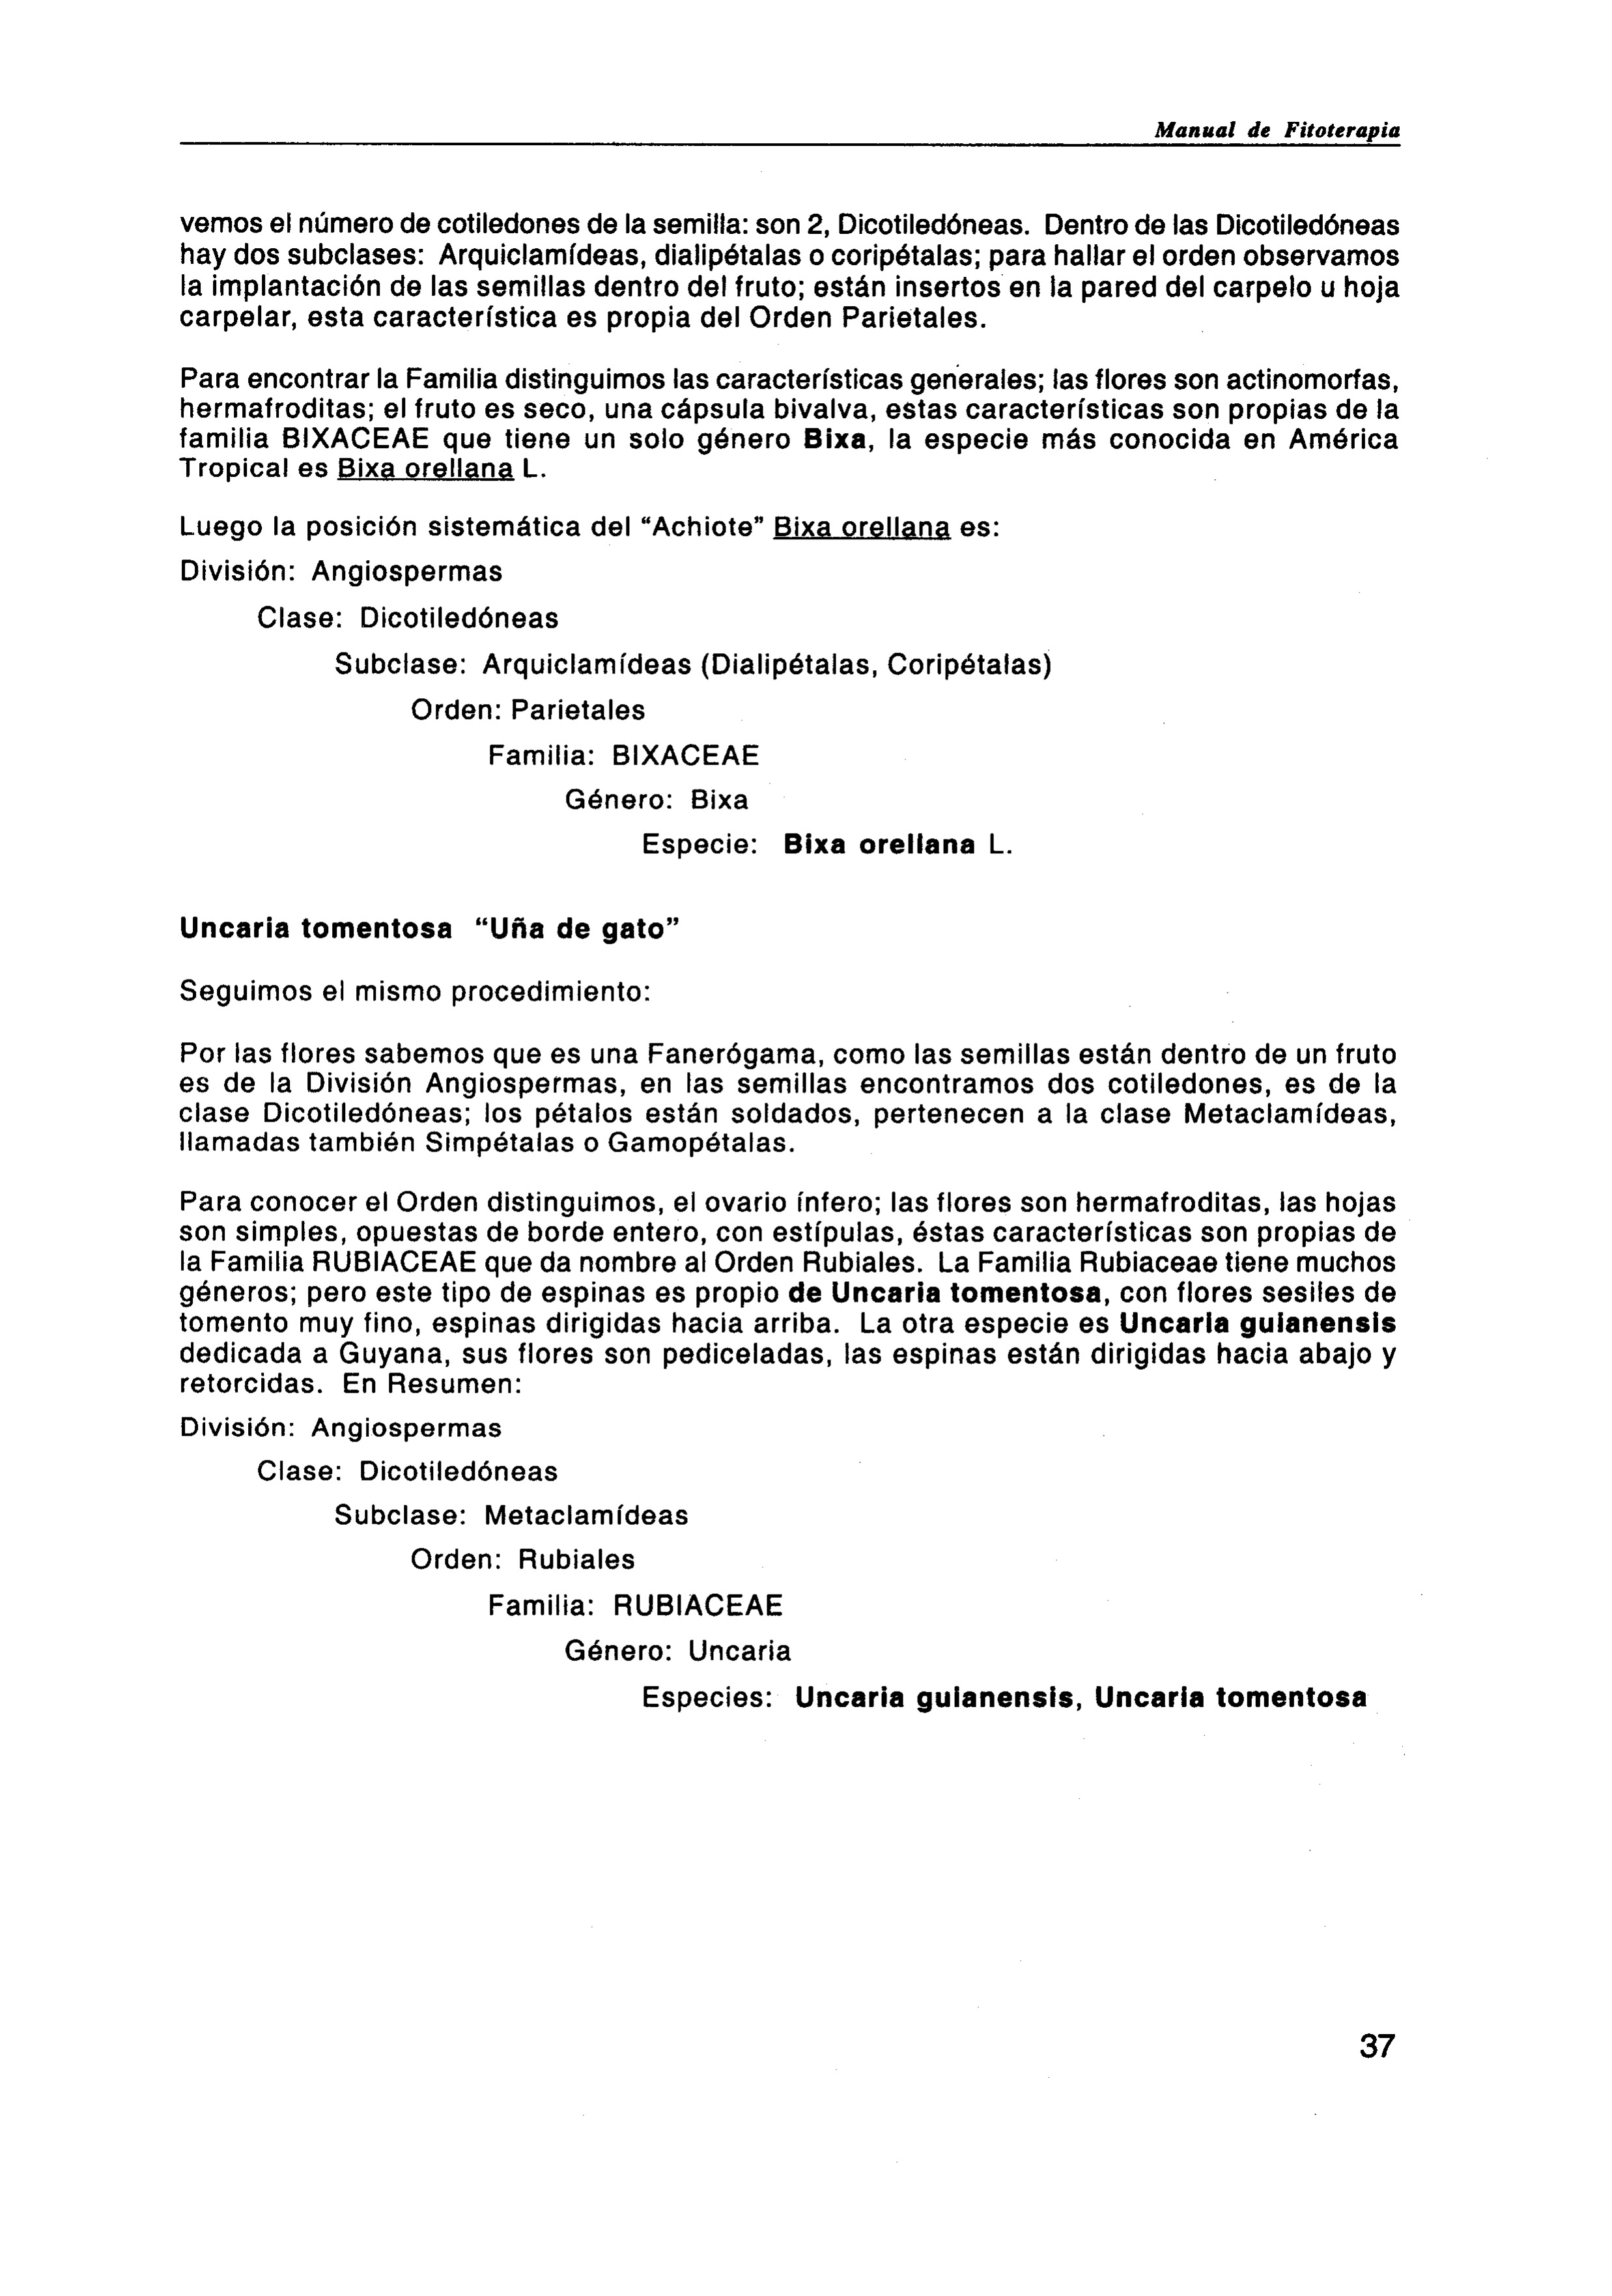 Manual de Fitoterapia
vemos el número de cotiledones de la semilla: son 2, Dicotiledóneas. Dentro de las Dicotiledóneas
hay dos subclases: Arquiclamídeas, dialipétalas o coripétalas; para hallar el orden observamos
la implantación de las semillas dentro del fruto; están insertos en la pared del carpelo u hoja
carpelar, esta característica es propia del Orden Parietales.
Para encontrar la Familia distinguimos las características generales; las flores son actinomorfas,
hermafroditas; el fruto es seco, una cápsula bivalva, estas características son propias de la
familia BIXACEAE que tiene un solo género Bixa, la especie más conocida en América
Tropical es Bixa orellana L.
Luego la posición sistemática del “Achiote” Bixa orellana es:
División: Angiospermas
Clase: Dicotiledóneas
Subclase: Arquiclamídeas (Dialipétalas, Coripétalas)
Orden: Parietales
Familia: BIXACEAE
Género: Bixa
Especie: Bixa orellana L.
Uncaria tomentosa “Uña de gato”
Seguimos el mismo procedimiento:
Por las flores sabemos que es una Fanerógama, como las semillas están dentro de un fruto
es de la División Angiospermas, en las semillas encontramos dos cotiledones, es de la
clase Dicotiledóneas; los pétalos están soldados, pertenecen a la clase Metaclamídeas,
llamadas también Simpétalas o Gamopétalas.
Para conocer el Orden distinguimos, el ovario ínfero; las flores son hermafroditas, las hojas
son simples, opuestas de borde entero, con estípulas, éstas características son propias de
la Familia RUBIACEAE que da nombre al Orden Rubiales. La Familia Rubiaceae tiene muchos
géneros; pero este tipo de espinas es propio de Uncaria tomentosa, con flores sesiles de
tomento muy fino, espinas dirigidas hacia arriba. La otra especie es Uncaria guianensis
dedicada a Guyana, sus flores son pediceladas, las espinas están dirigidas hacia abajo y
retorcidas. En Resumen:
División: Angiospermas
Clase: Dicotiledóneas
Subclase: Metaclamídeas
Orden: Rubiales
Familia: RUBIACEAE
Género: Uncaria
Especies: Uncaria guianensis, Uncaria tomentosa
37